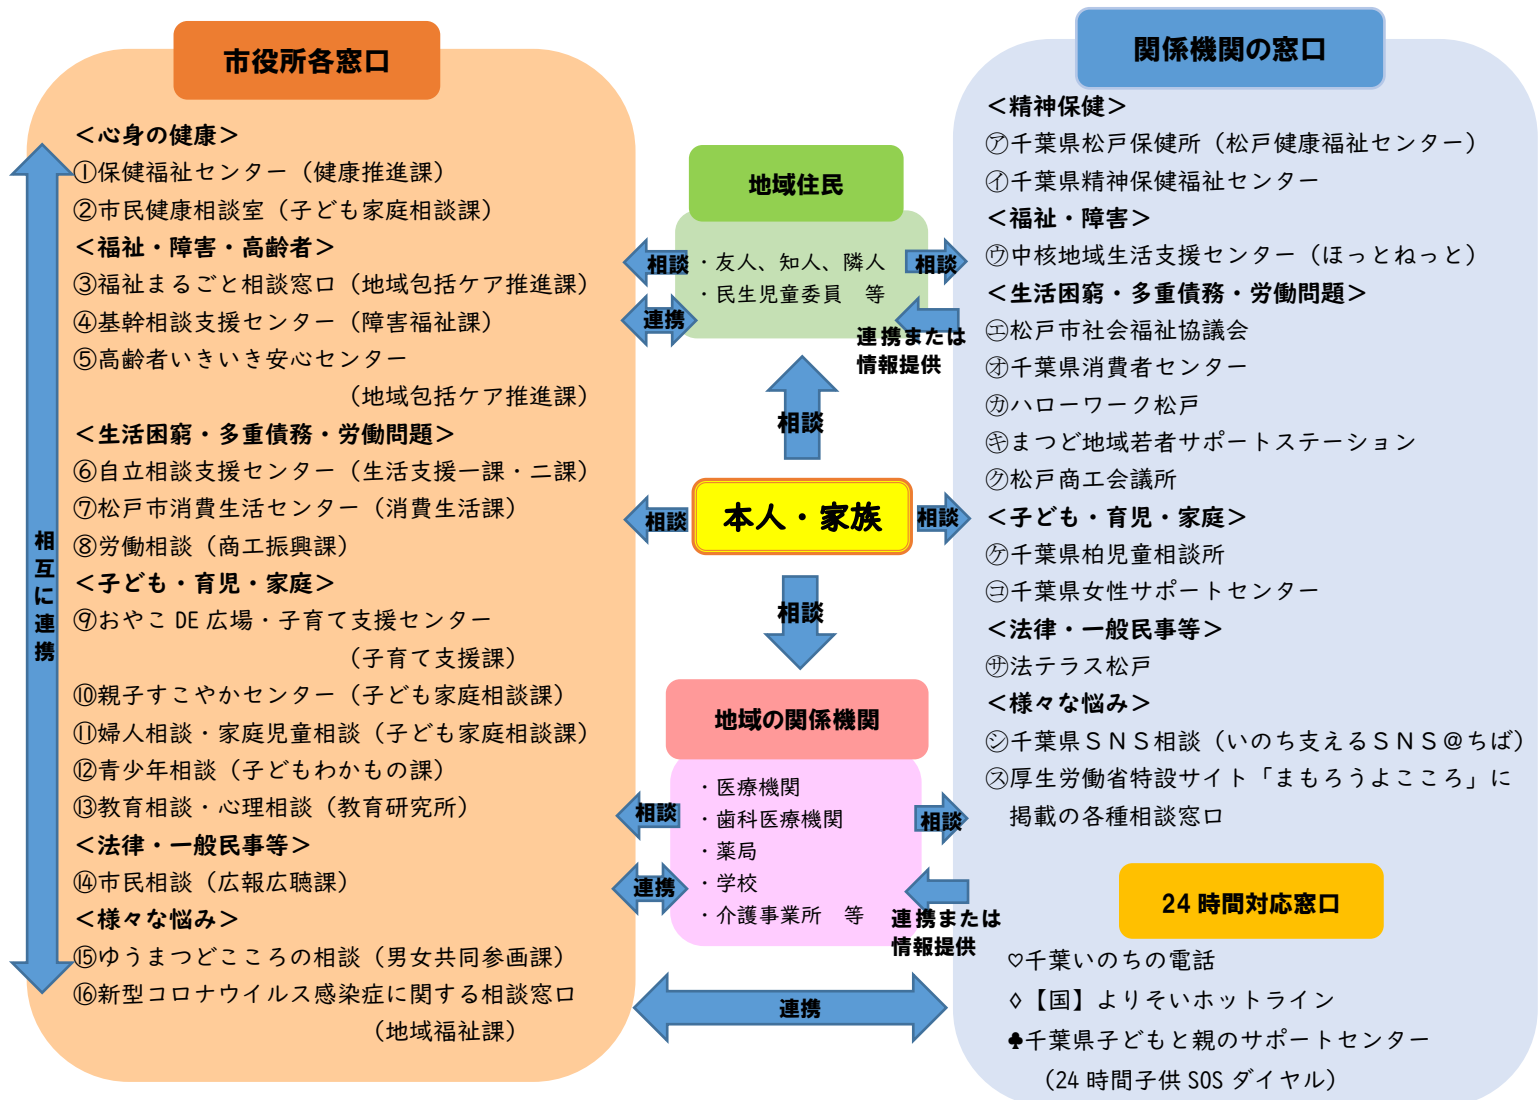 市役所各窓口
＜心身の健康＞
①保健福祉センター（健康推進課）
②市民健康相談室（子ども家庭相談課）
＜福祉・障害・高齢者＞
③福祉まるごと相談窓口（地域包括ケア推進課）
④基幹相談支援センター（障害福祉課）
⑤高齢者いきいき安心センター
（地域包括ケア推進課）
＜生活困窮・多重債務・労働問題＞
⑥自立相談支援センター（生活支援一課・二課）
⑦松戸市消費生活センター（消費生活課）
⑧労働相談（商工振興課）
＜子ども・育児・家庭＞
⑨おやこ DE 広場・子育て支援センター
（子育て支援課）
⑩親子すこやかセンター（子ども家庭相談課）
⑪婦人相談・家庭児童相談（子ども家庭相談課）
⑫青少年相談（子どもわかもの課）
⑬教育相談・心理相談（教育研究所）
＜法律・一般民事等＞
⑭市民相談（広報広聴課）
＜様々な悩み＞
⑮ゆうまつどこころの相談（男女共同参画課）
⑯新型コロナウイルス感染症に関する相談窓口
（地域福祉課）
相互に連携
地域住民
・友人、知人、隣人
・民生児童委員　等
相談
相談
連携
連携または
情報提供
相談
本人・家族
相談
相談
相談
地域の関係機関
・医療機関
・歯科医療機関
・薬局
・学校
・介護事業所　等
相談
相談
連携
連携または
情報提供
連携
関係機関の窓口
＜精神保健＞
㋐千葉県松戸保健所（松戸健康福祉センター）
㋑千葉県精神保健福祉センター
＜福祉・障害＞
㋒中核地域生活支援センター（ほっとねっと）
＜生活困窮・多重債務・労働問題＞
㋓松戸市社会福祉協議会
㋔千葉県消費者センター
㋕ハローワーク松戸
㋖まつど地域若者サポートステーション
㋗松戸商工会議所
＜子ども・育児・家庭＞
㋘千葉県柏児童相談所
㋙千葉県女性サポートセンター
＜法律・一般民事等＞
㋚法テラス松戸
＜様々な悩み＞
㋛千葉県ＳＮＳ相談（いのち支えるＳＮＳ＠ちば）
㋜厚生労働省特設サイト「まもろうよこころ」に
掲載の各種相談窓口
24 時間対応窓口
♡千葉いのちの電話
◊【国】よりそいホットライン
♣千葉県子どもと親のサポートセンター
（24 時間子供 SOS ダイヤル）